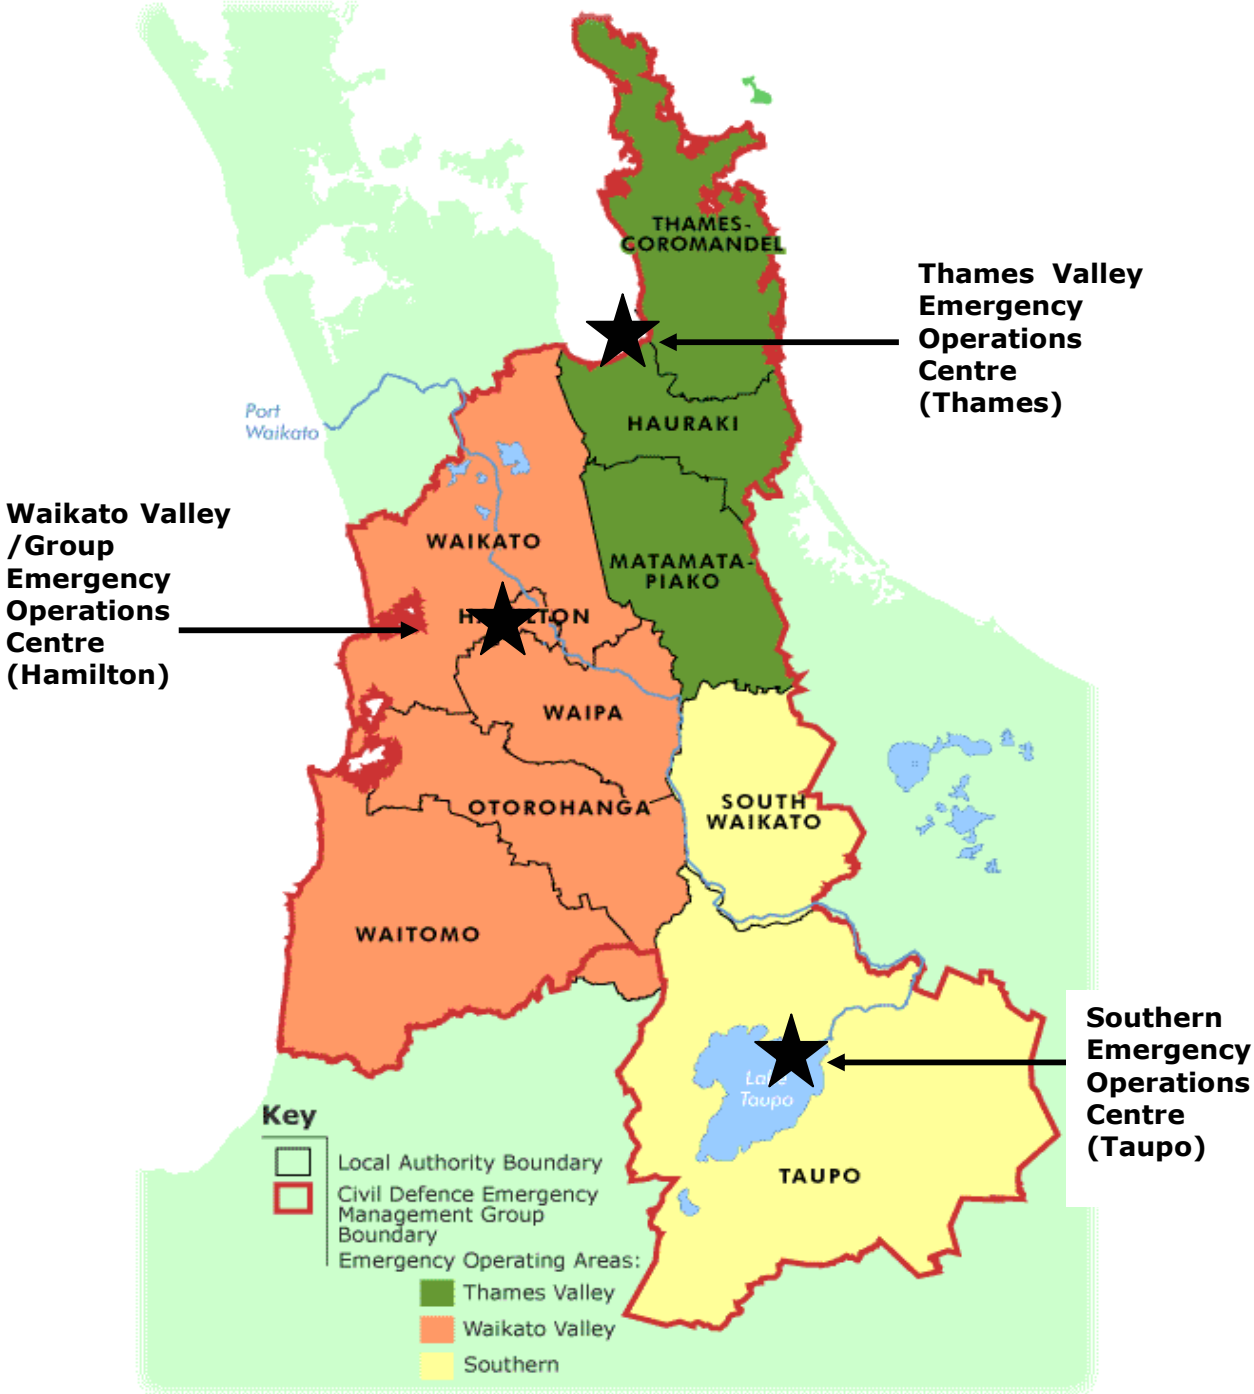 THAMES-
COROMANDEL
Thames Valley
Emergency
Operations
Centre
(Thames)
Port
Waikato
HAURAKI
Waikato Valley
/Group
Emergency
Operations
Centre
(Hamilton)
WAIKATO
MATAMATA-
PIAKO
WAIPA
OTOROHANGA
SOUTH
WAIKATO
WAITOMO
Southern
Emergency
Operations
Centre
(Taupo)
Lake
Taupo
TAUPO
Key
Local Authority Boundary
Civil Defence Emergency
Management Group
Boundary
Emergency Operating Areas:
Thames Valley
Waikato Valley
Southern